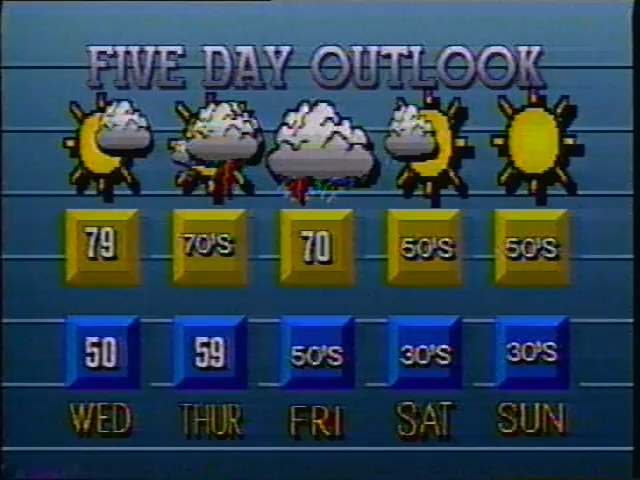 FIVE DAY OUTLOOK
79 70'S 70 50'S 50'S
50 59 50'S 30'S 30'S
WED THUR FRI SAT SUN